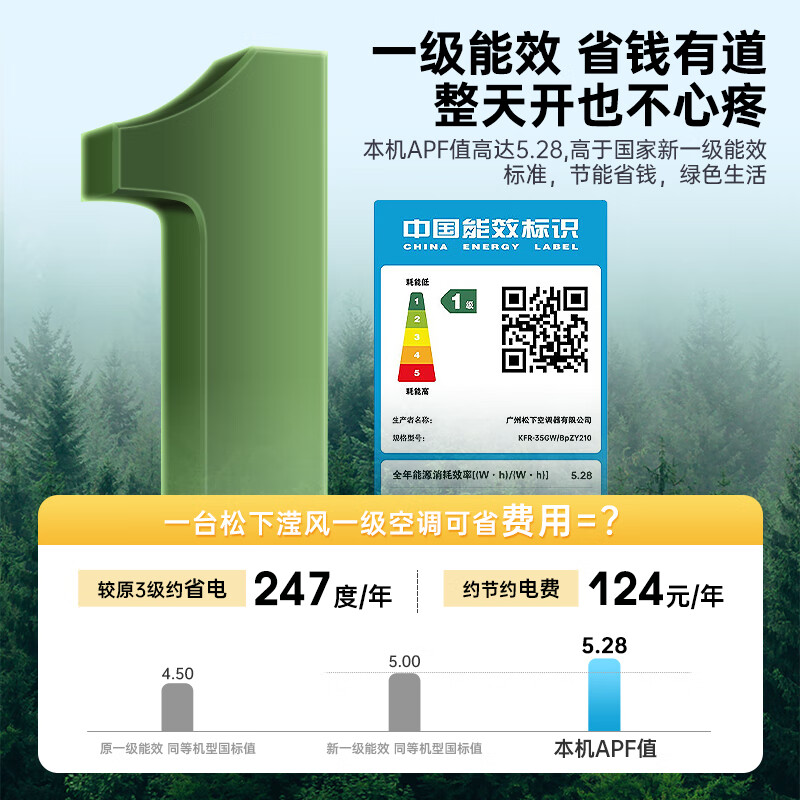 一级能效 省钱有道
整天开也不心疼
本机APF值高达5.28,高于国家新一级能效
标准，节能省钱，绿色生活
中国能效标识
CHINA ENERGY LABEL
耗能低
1
2
3
4
5
耗能高
1级
生产者名称：
广州松下空调器有限公司
规格型号：
KFR-35GW/BpZY210
全年能源消耗效率[(W·h)/(W·h)] 5.28
一台松下滢风一级空调可省费用=？
较原3级约省电 247度/年
约节约电费 124元/年
4.50
5.00
5.28
原一级能效 同等机型国标值
新一级能效 同等机型国标值
本机APF值